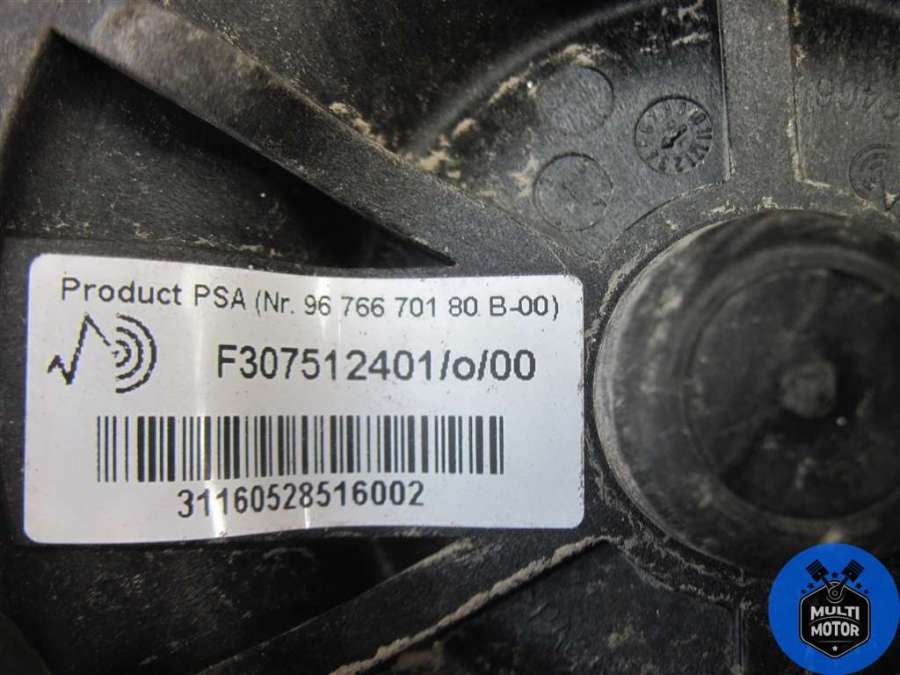 Product PSA (Nr. 96 766 701 80 B-00)
F307512401/o/00
31160528516002
MULTI
MOTOR